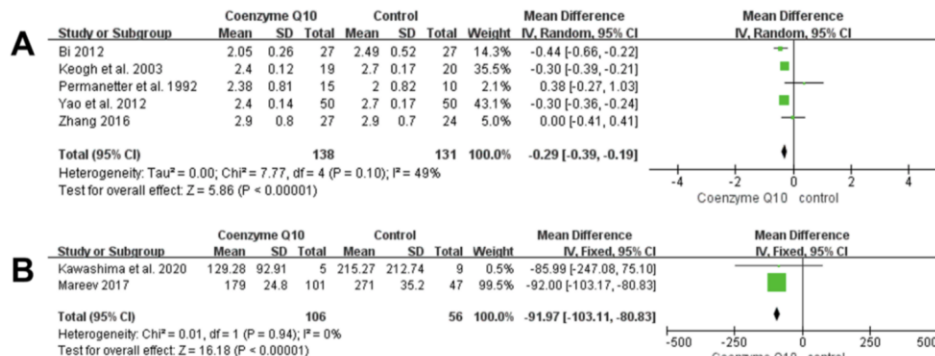 A
Coenzyme Q10 Control Mean Difference Mean Difference
Study or Subgroup Mean SD Total Mean SD Total Weight IV, Random, 95% CI IV, Random, 95% CI
Bi 2012 2.05 0.26 27 2.49 0.52 27 14.3% -0.44 [-0.66, -0.22]
Keogh et al. 2003 2.4 0.12 19 2.7 0.17 20 35.5% -0.30 [-0.39, -0.21]
Permanetter et al. 1992 2.38 0.81 15 2 0.82 10 2.1% 0.38 [-0.27, 1.03]
Yao et al. 2012 2.4 0.14 50 2.7 0.17 50 43.1% -0.30 [-0.36, -0.24]
Zhang 2016 2.9 0.8 27 2.9 0.7 24 5.0% 0.00 [-0.41, 0.41]
Total (95% CI) 138 131 100.0% -0.29 [-0.39, -0.19]
Heterogeneity: Tau² = 0.00; Chi² = 7.77, df = 4 (P = 0.10); I² = 49%
Test for overall effect: Z = 5.86 (P < 0.00001)
-4 -2 0 2 4
Coenzyme Q10 control
B
Coenzyme Q10 Control Mean Difference Mean Difference
Study or Subgroup Mean SD Total Mean SD Total Weight IV, Fixed, 95% CI IV, Fixed, 95% CI
Kawashima et al. 2020 129.28 92.91 5 215.27 212.74 9 0.5% -85.99 [-247.08, 75.10]
Mareev 2017 179 24.8 101 271 35.2 47 99.5% -92.00 [-103.17, -80.83]
Total (95% CI) 106 56 100.0% -91.97 [-103.11, -80.83]
Heterogeneity: Chi² = 0.01, df = 1 (P = 0.94); I² = 0%
Test for overall effect: Z = 16.18 (P < 0.00001)
-500 -250 0 250 500
Coenzyme Q10 control